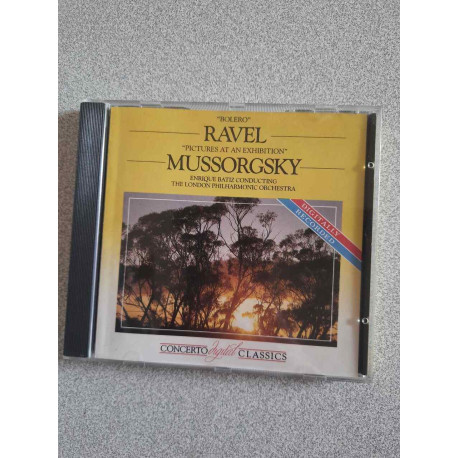 "BOLERO"
RAVEL
"PICTURES AT AN EXHIBITION"
MUSSORGSKY
ENRIQUE BATIZ CONDUCTING
THE LONDON PHILHARMONIC ORCHESTRA
DIGITALLY
RECORDED
CONCERTO digital CLASSICS